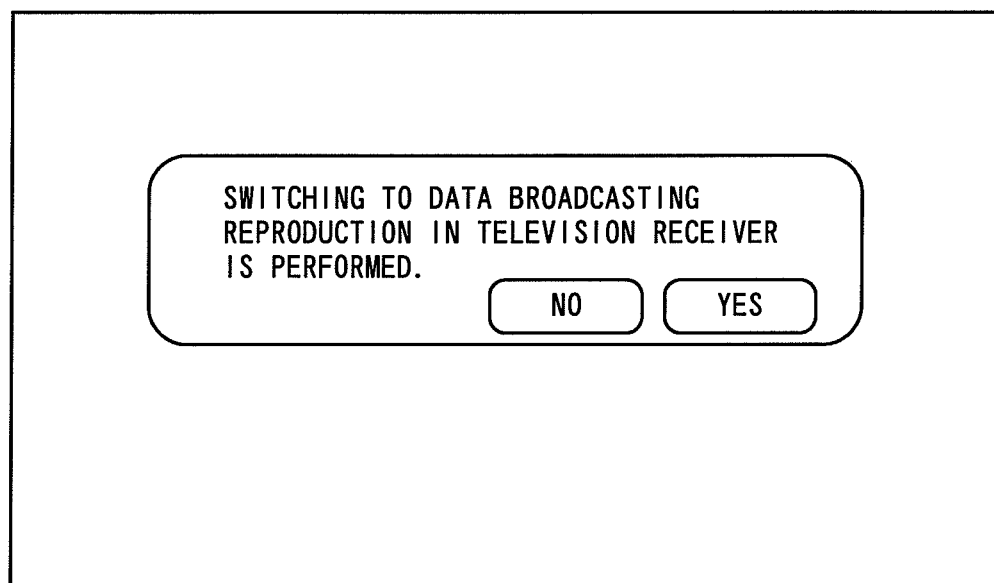 SWITCHING TO DATA BROADCASTING
REPRODUCTION IN TELEVISION RECEIVER
IS PERFORMED.
NO YES